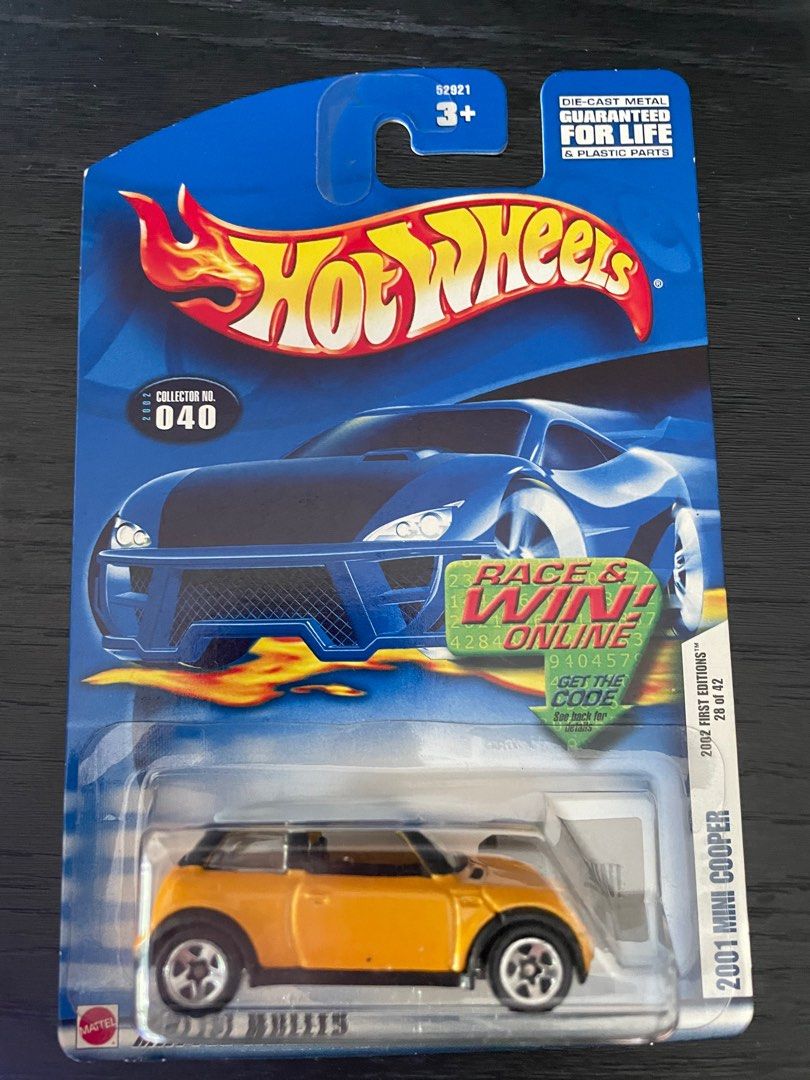 52921
3+
DIE-CAST METAL
GUARANTEED
FOR LIFE
& PLASTIC PARTS
HOT WHEELS®
2002
COLLECTOR NO.
040
RACE &
WIN!
ONLINE
GET THE
CODE
See back for
details
2002 FIRST EDITIONS™
28 of 42
2001 MINI COOPER
MATTEL
WHEELS